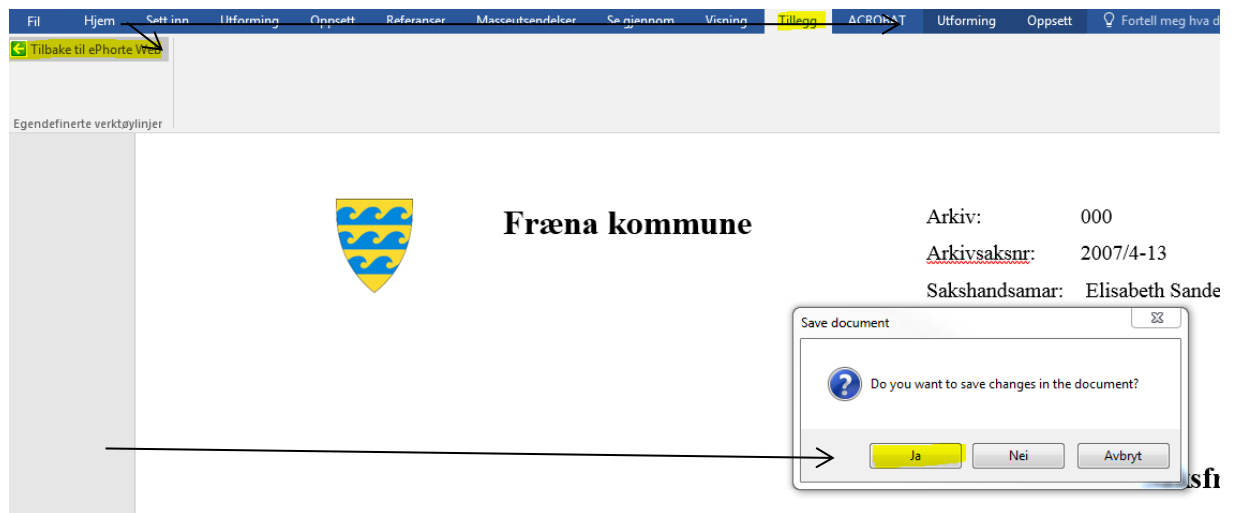 Fil Hjem Sett inn Utforming Oppsett Referanser Masseutsendelser Se gjennom Visning Tillegg ACROBAT Utforming Oppsett Fortell meg hva d
Tilbake til ePhorte Web
Egendefinerte verktøylinjer
Fræna kommune
Arkiv: 000
Arkivsaksnr: 2007/4-13
Sakshandsamar: Elisabeth Sande
Save document
Do you want to save changes in the document?
Ja Nei Avbryt